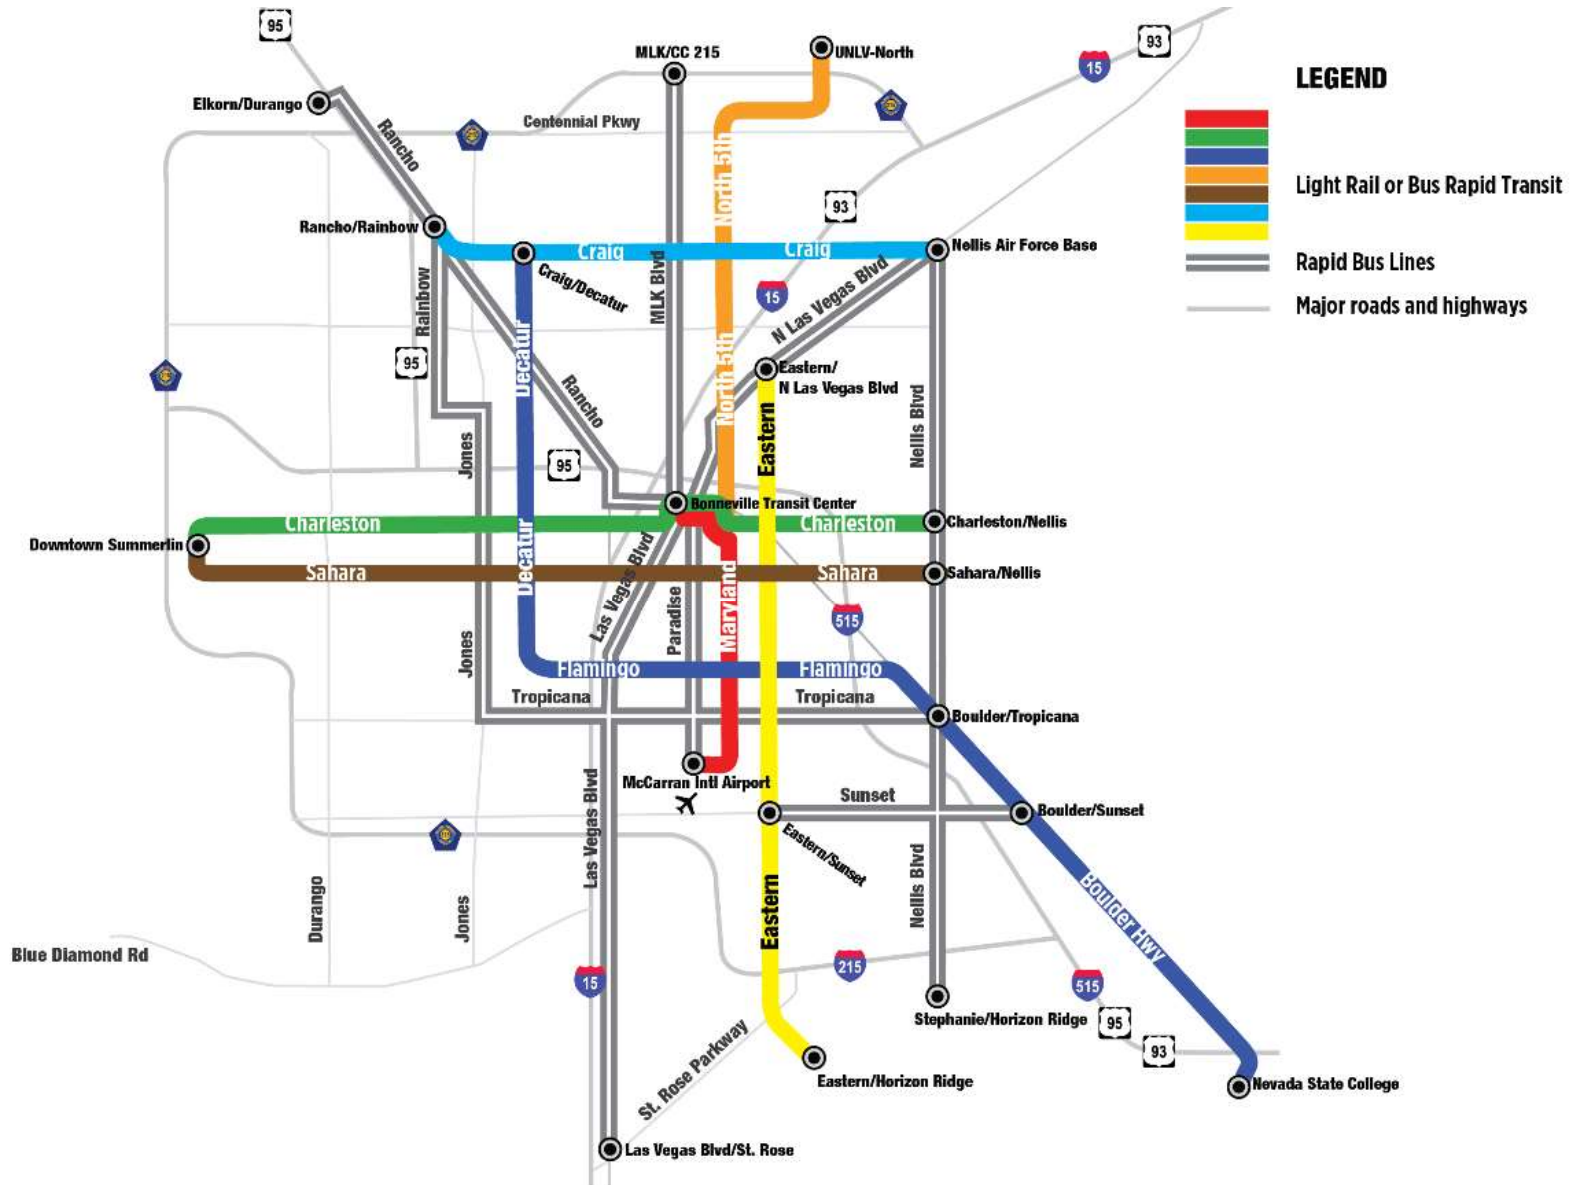 95
MLK/CC 215
UNLV-North
93
15
LEGEND
Elkorn/Durango
Centennial Pkwy
Rancho
North 5th
Light Rail or Bus Rapid Transit
93
Rancho/Rainbow
Craig
Craig
Nellis Air Force Base
Rapid Bus Lines
Craig/Decatur
MLK Blvd
15
N Las Vegas Blvd
Major roads and highways
Rainbow
95
Decatur
North 5th
Eastern/
N Las Vegas Blvd
Rancho
Eastern
Nellis Blvd
Jones
95
Bonneville Transit Center
Charleston
Charleston
Charleston/Nellis
Downtown Summerlin
Decatur
Las Vegas Blvd
Sahara
Sahara
Sahara/Nellis
Paradise
Maryland
515
Jones
Flamingo
Flamingo
Tropicana
Tropicana
Boulder/Tropicana
McCarran Intl Airport
Sunset
Las Vegas Blvd
Boulder/Sunset
Eastern/Sunset
Nellis Blvd
Durango
Jones
Eastern
Boulder Hwy
Blue Diamond Rd
215
15
515
Stephanie/Horizon Ridge
95
93
St. Rose Parkway
Eastern/Horizon Ridge
Nevada State College
Las Vegas Blvd/St. Rose